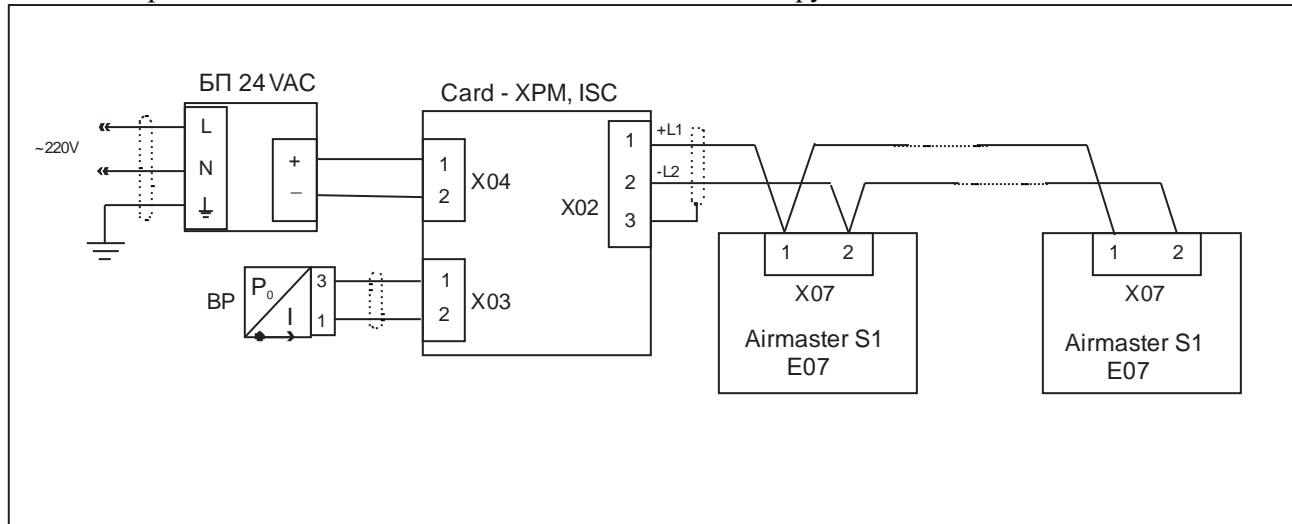 БП 24 VAC
Card - XPM, ISC
~220V
L
N
+
–
1
2
X04
1
2
3
X02
+L1
-L2
BP
P₀
I
3
1
1
2
X03
1 2
X07
Airmaster S1
E07
1 2
X07
Airmaster S1
E07